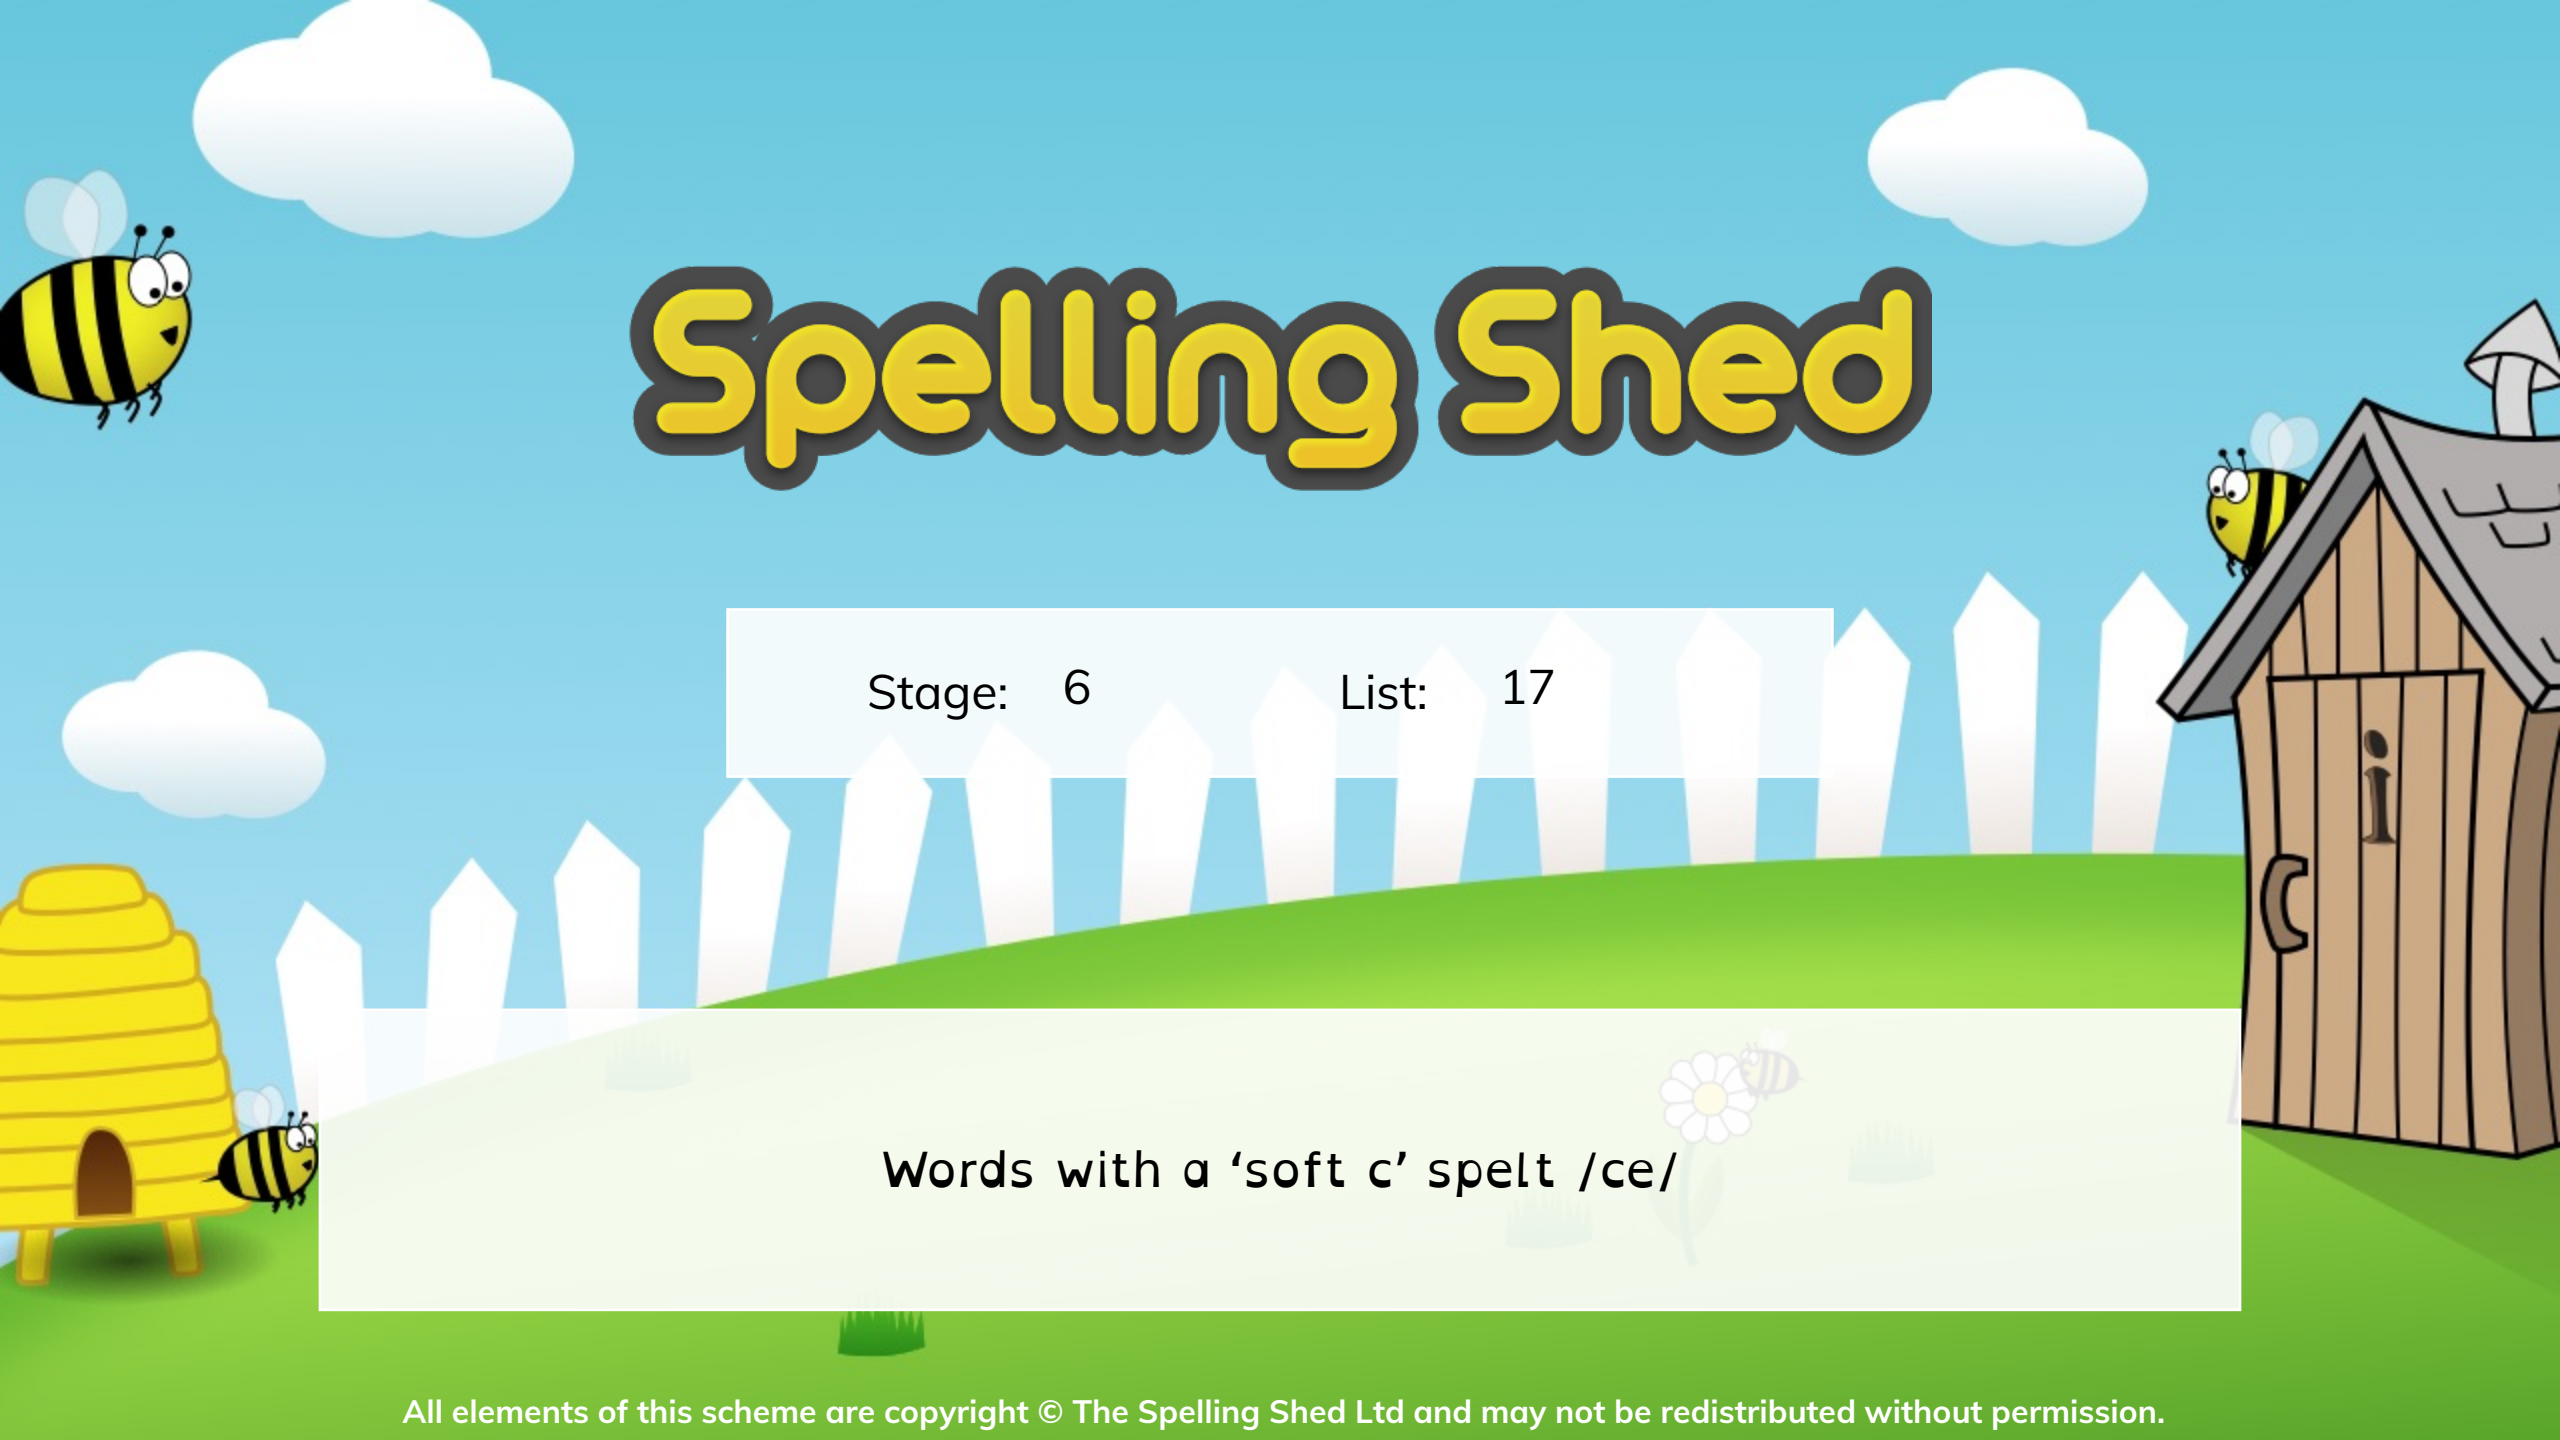 Spelling Shed
Stage: 6 List: 17
Words with a ‘soft c’ spelt /ce/
All elements of this scheme are copyright © The Spelling Shed Ltd and may not be redistributed without permission.